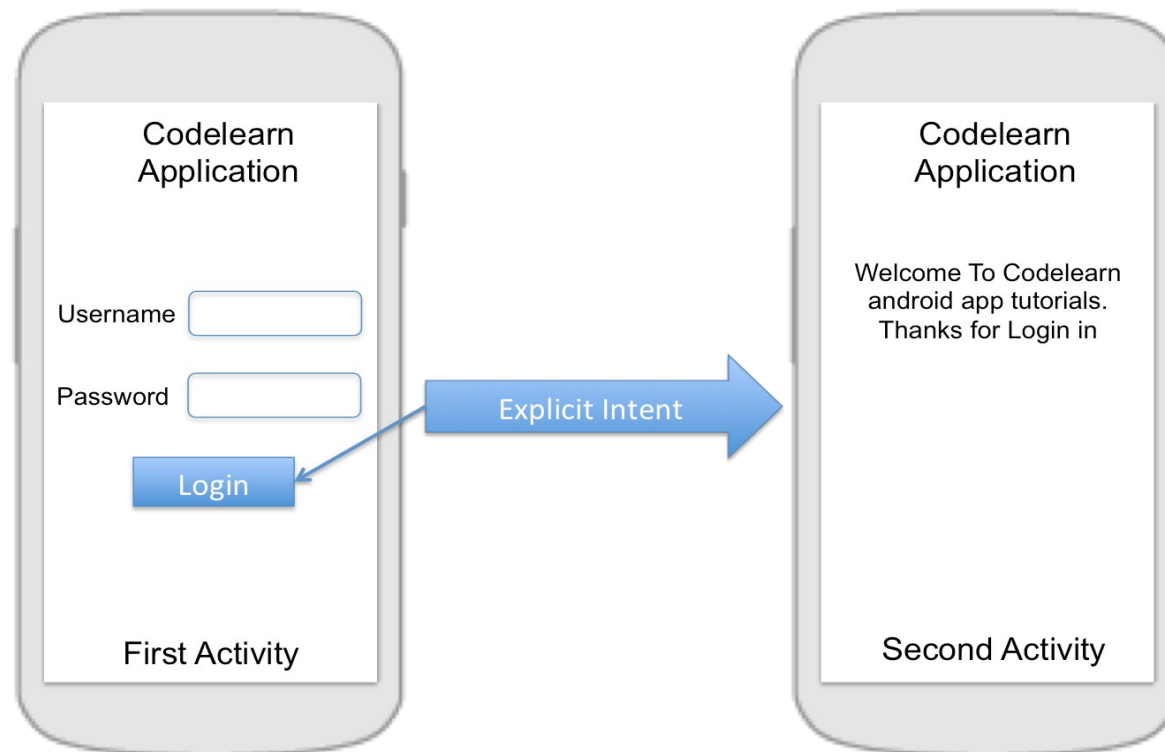 Codelearn
Application
Username
Password
Login
First Activity
Explicit Intent
Codelearn
Application
Welcome To Codelearn
android app tutorials.
Thanks for Login in
Second Activity